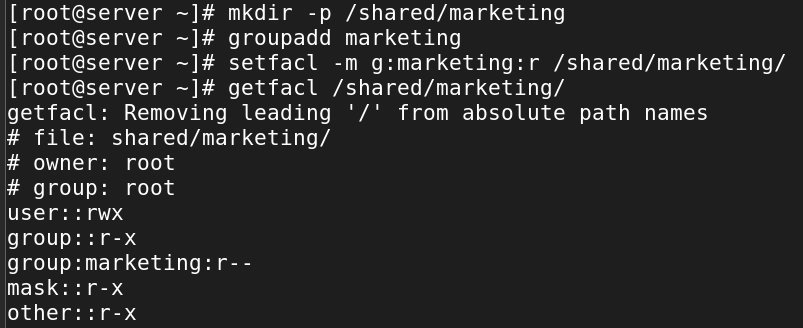 [root@server ~]# mkdir -p /shared/marketing
[root@server ~]# groupadd marketing
[root@server ~]# setfacl -m g:marketing:r /shared/marketing/
[root@server ~]# getfacl /shared/marketing/
getfacl: Removing leading '/' from absolute path names
# file: shared/marketing/
# owner: root
# group: root
user::rwx
group::r-x
group:marketing:r--
mask::r-x
other::r-x